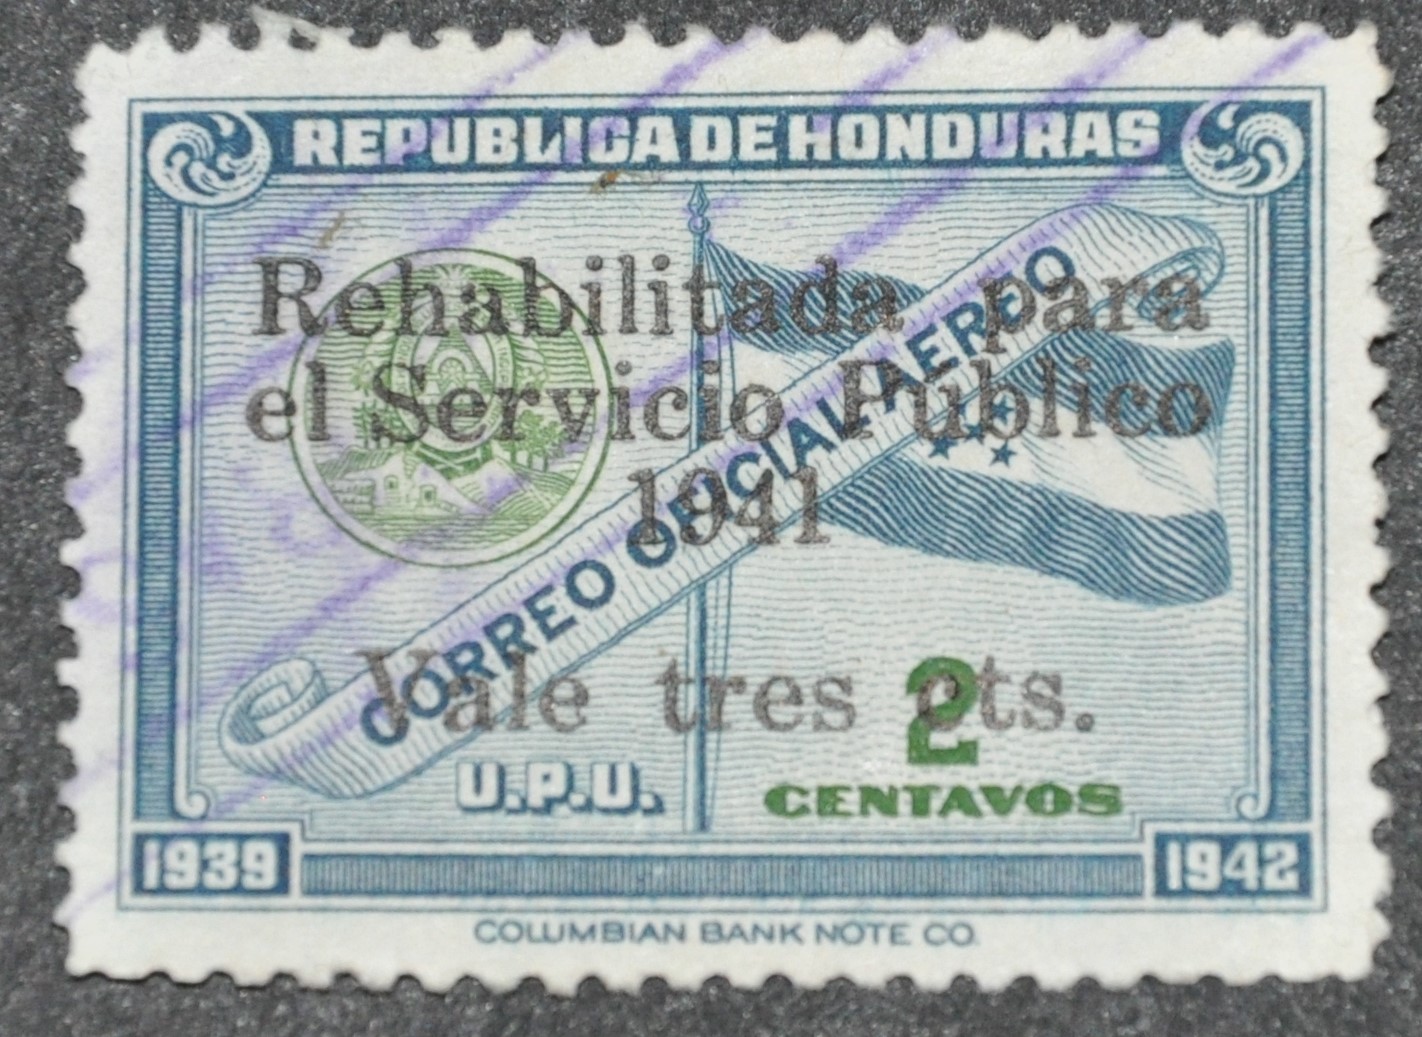 REPUBLICA DE HONDURAS
Rehabilitada para
el Servicio Público
1941
CORREO OFICIAL AEREO
Vale tres cts.
2
CENTAVOS
U.P.U.
1939
1942
COLUMBIAN BANK NOTE CO.